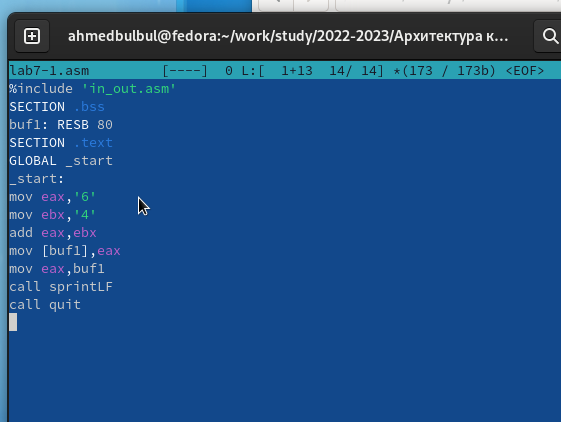 ahmedbulbul@fedora:~/work/study/2022-2023/Архитектура к...
lab7-1.asm [----] 0 L:[ 1+13 14/ 14] *(173 / 173b) <EOF>
%include 'in_out.asm'
SECTION .bss
buf1: RESB 80
SECTION .text
GLOBAL _start
_start:
mov eax,'6'
mov ebx,'4'
add eax,ebx
mov [buf1],eax
mov eax,buf1
call sprintLF
call quit